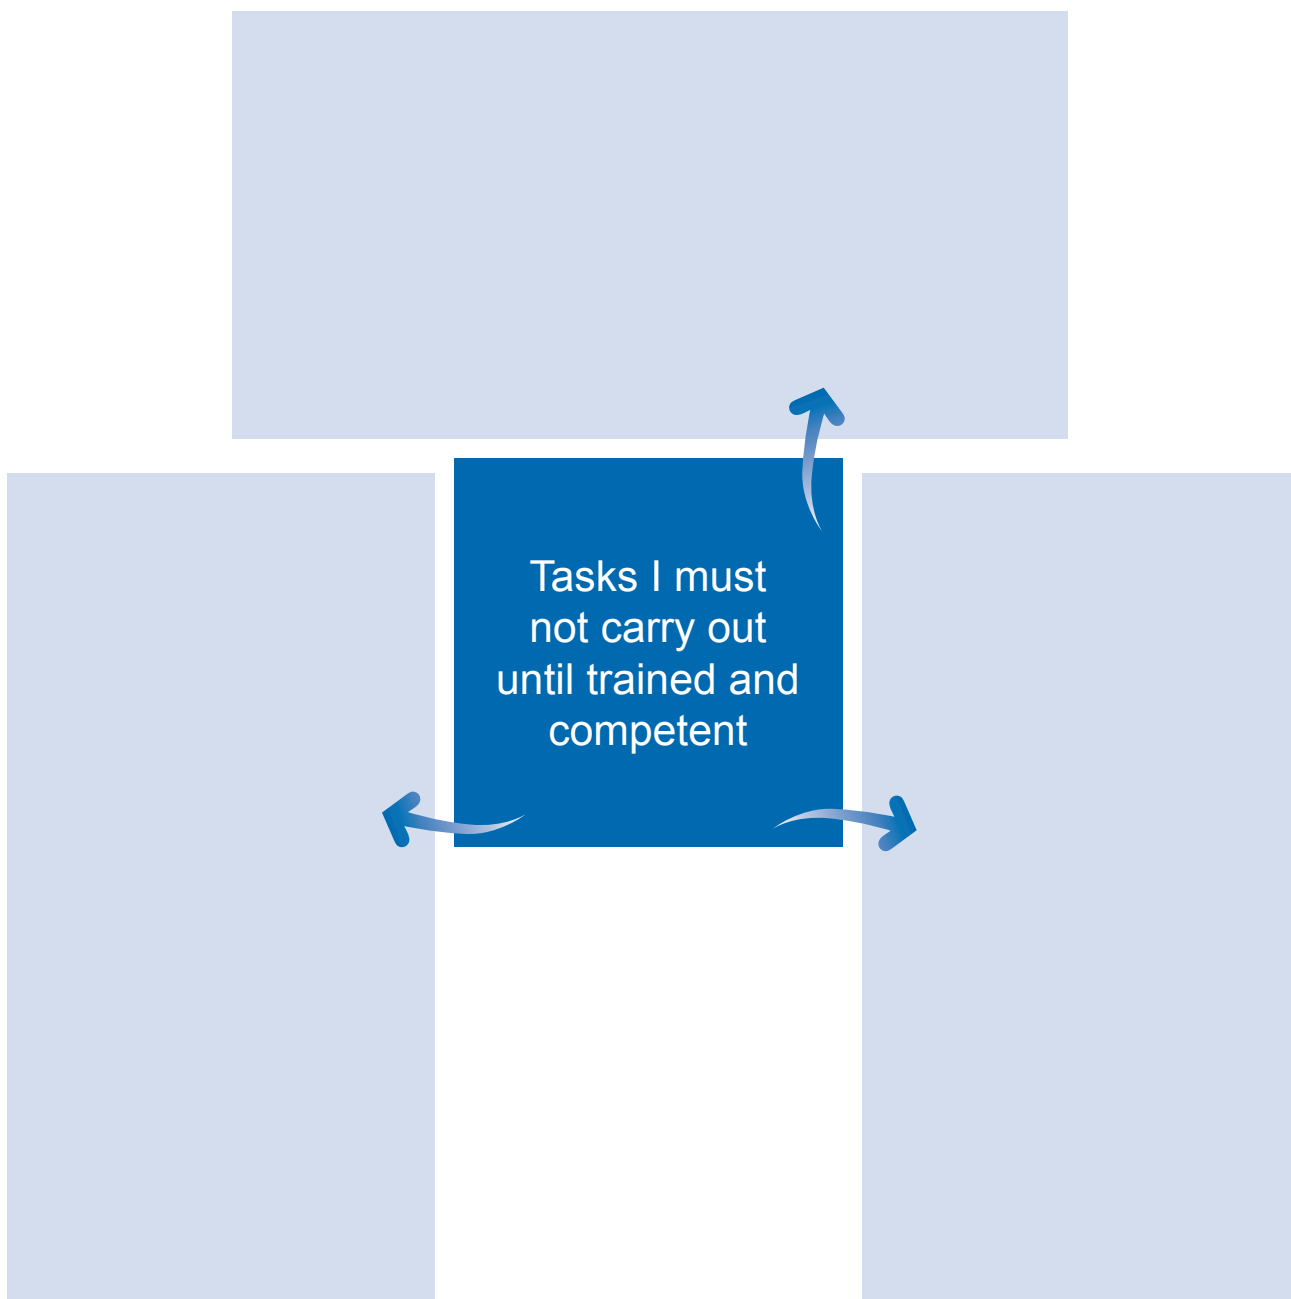 Tasks I must
not carry out
until trained and
competent